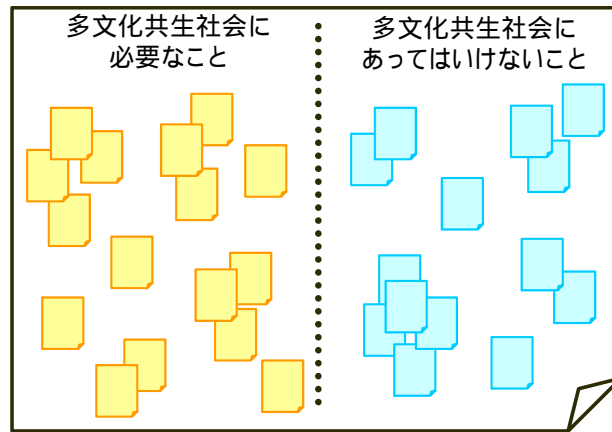 多文化共生社会に
必要なこと
多文化共生社会に
あってはいけないこと